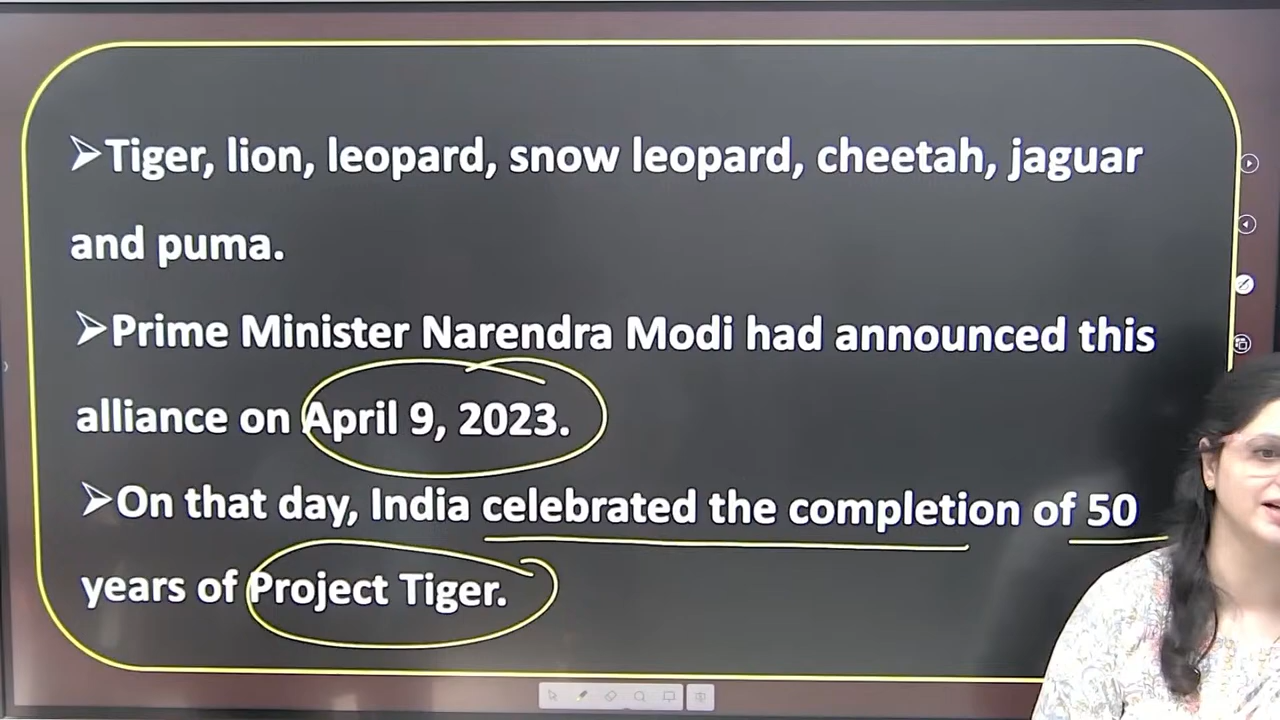 ➢Tiger, lion, leopard, snow leopard, cheetah, jaguar
and puma.
➢Prime Minister Narendra Modi had announced this
alliance on April 9, 2023.
➢On that day, India celebrated the completion of 50
years of Project Tiger.